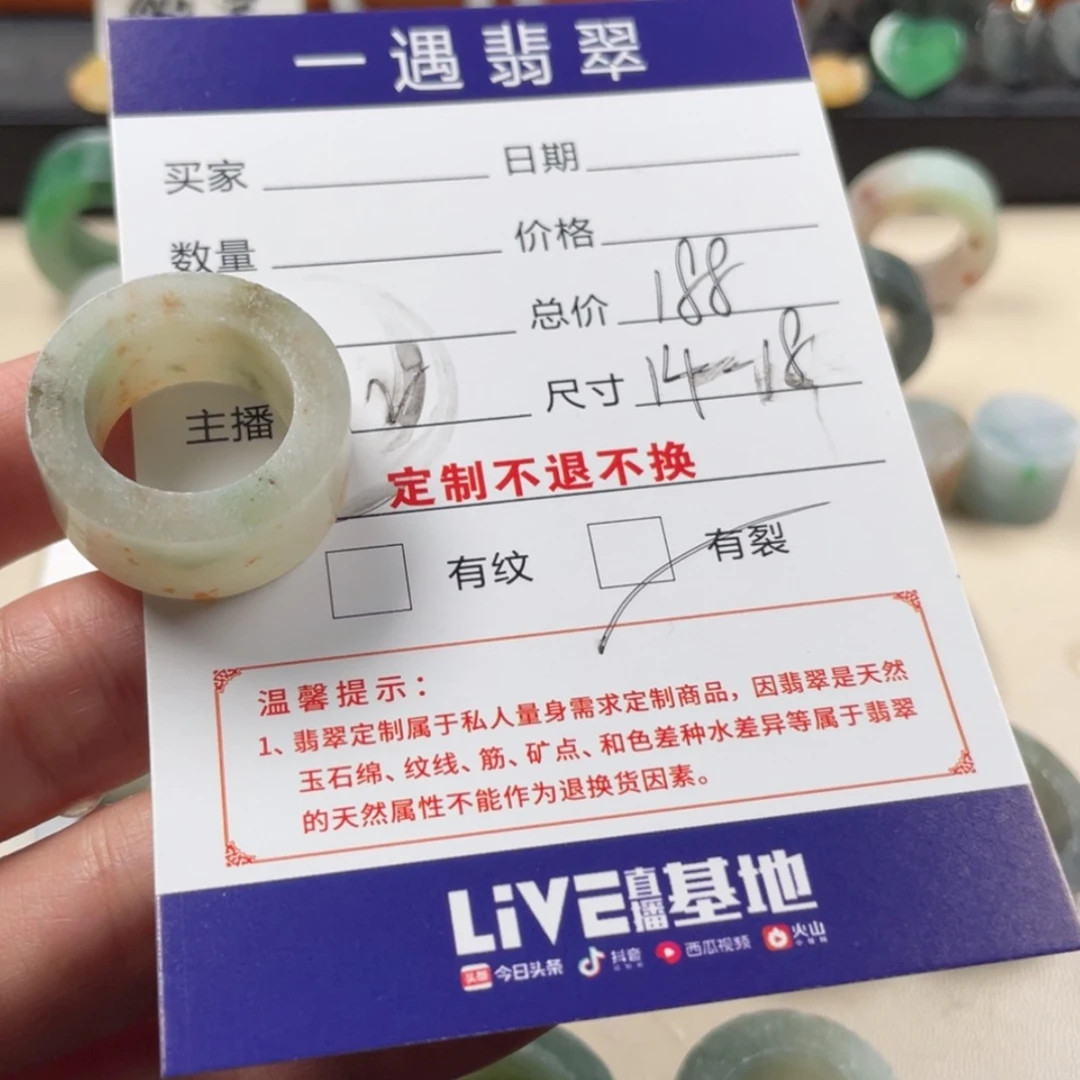 一遇翡翠
买家 日期
数量 价格
总价 188
主播 尺寸 14-18
定制不退不换
有纹 有裂
温馨提示：
1、翡翠定制属于私人量身需求定制商品，因翡翠是天然
玉石绵、纹线、筋、矿点、和色差种水差异等属于翡翠
的天然属性不能作为退换货因素。
LiVE直播基地
头条 今日头条 抖音 西瓜视频 火山